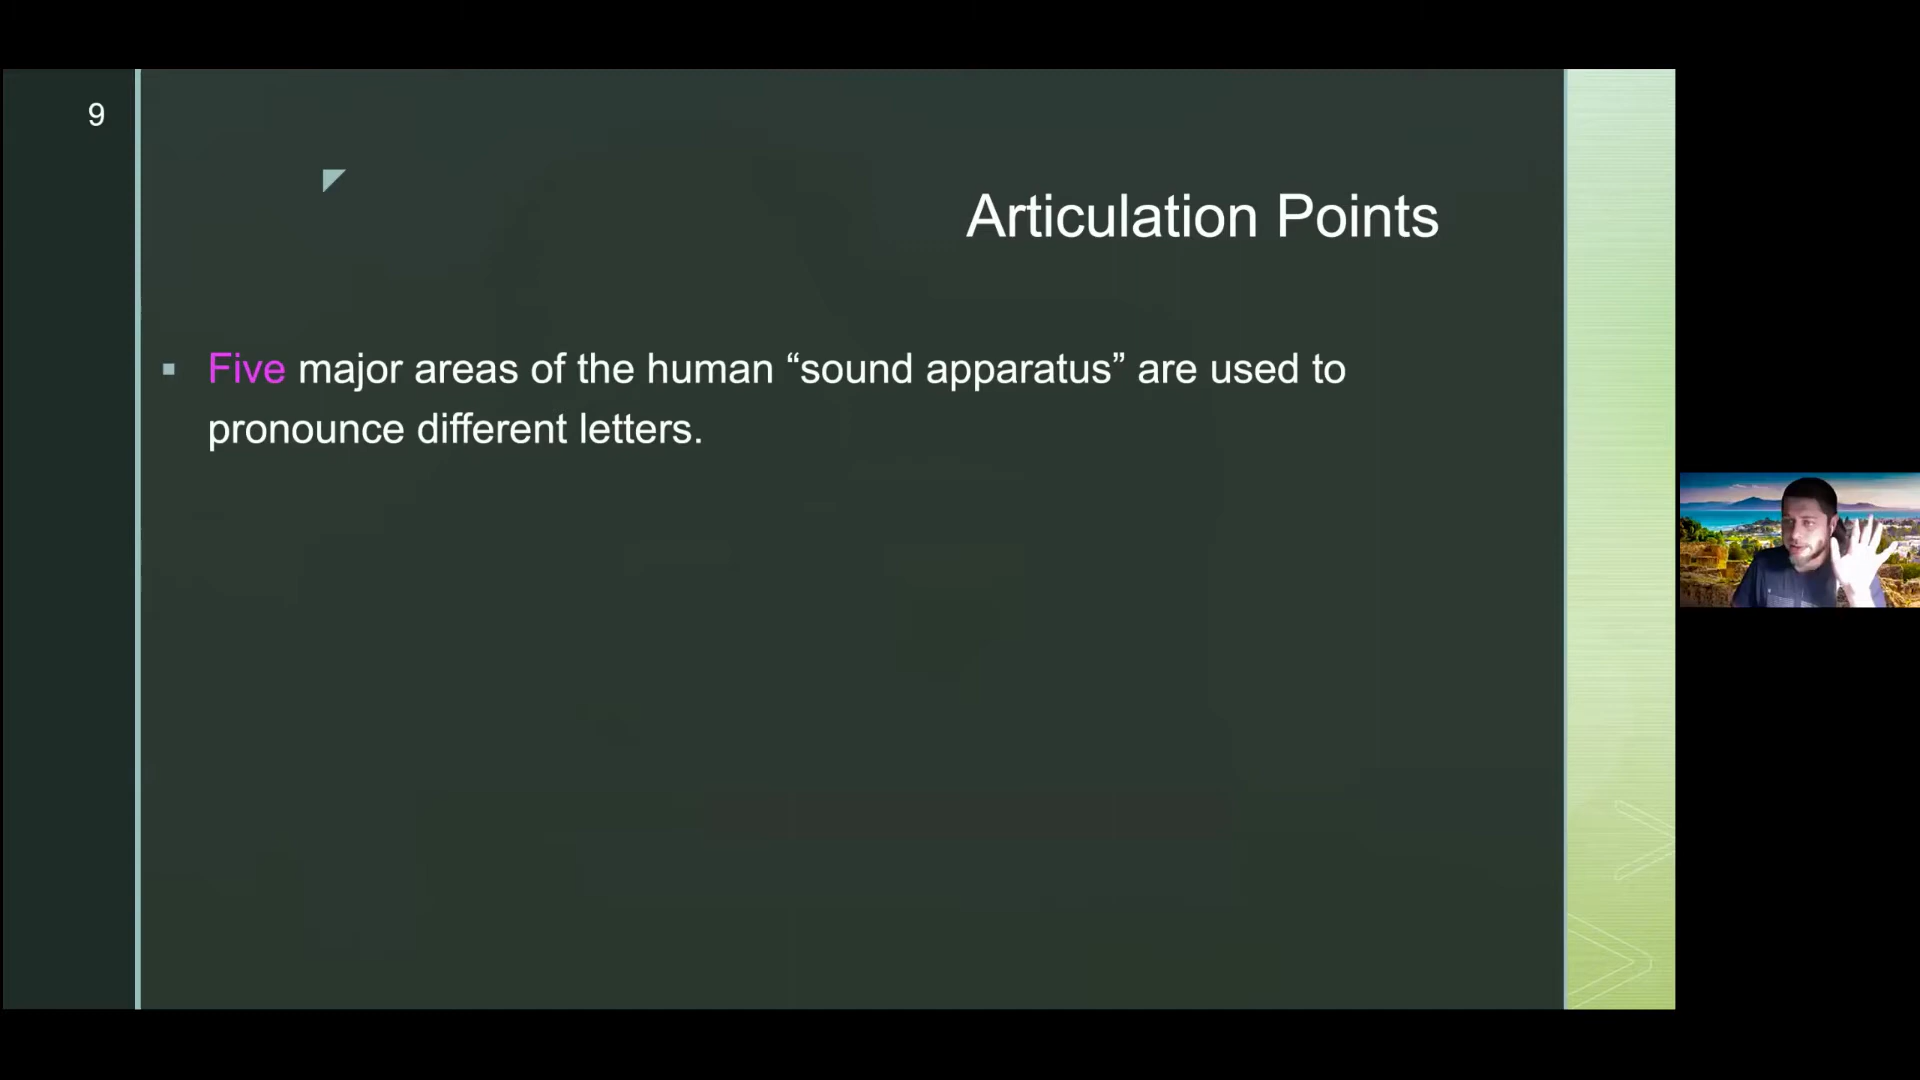 9
Articulation Points
Five major areas of the human “sound apparatus” are used to
pronounce different letters.